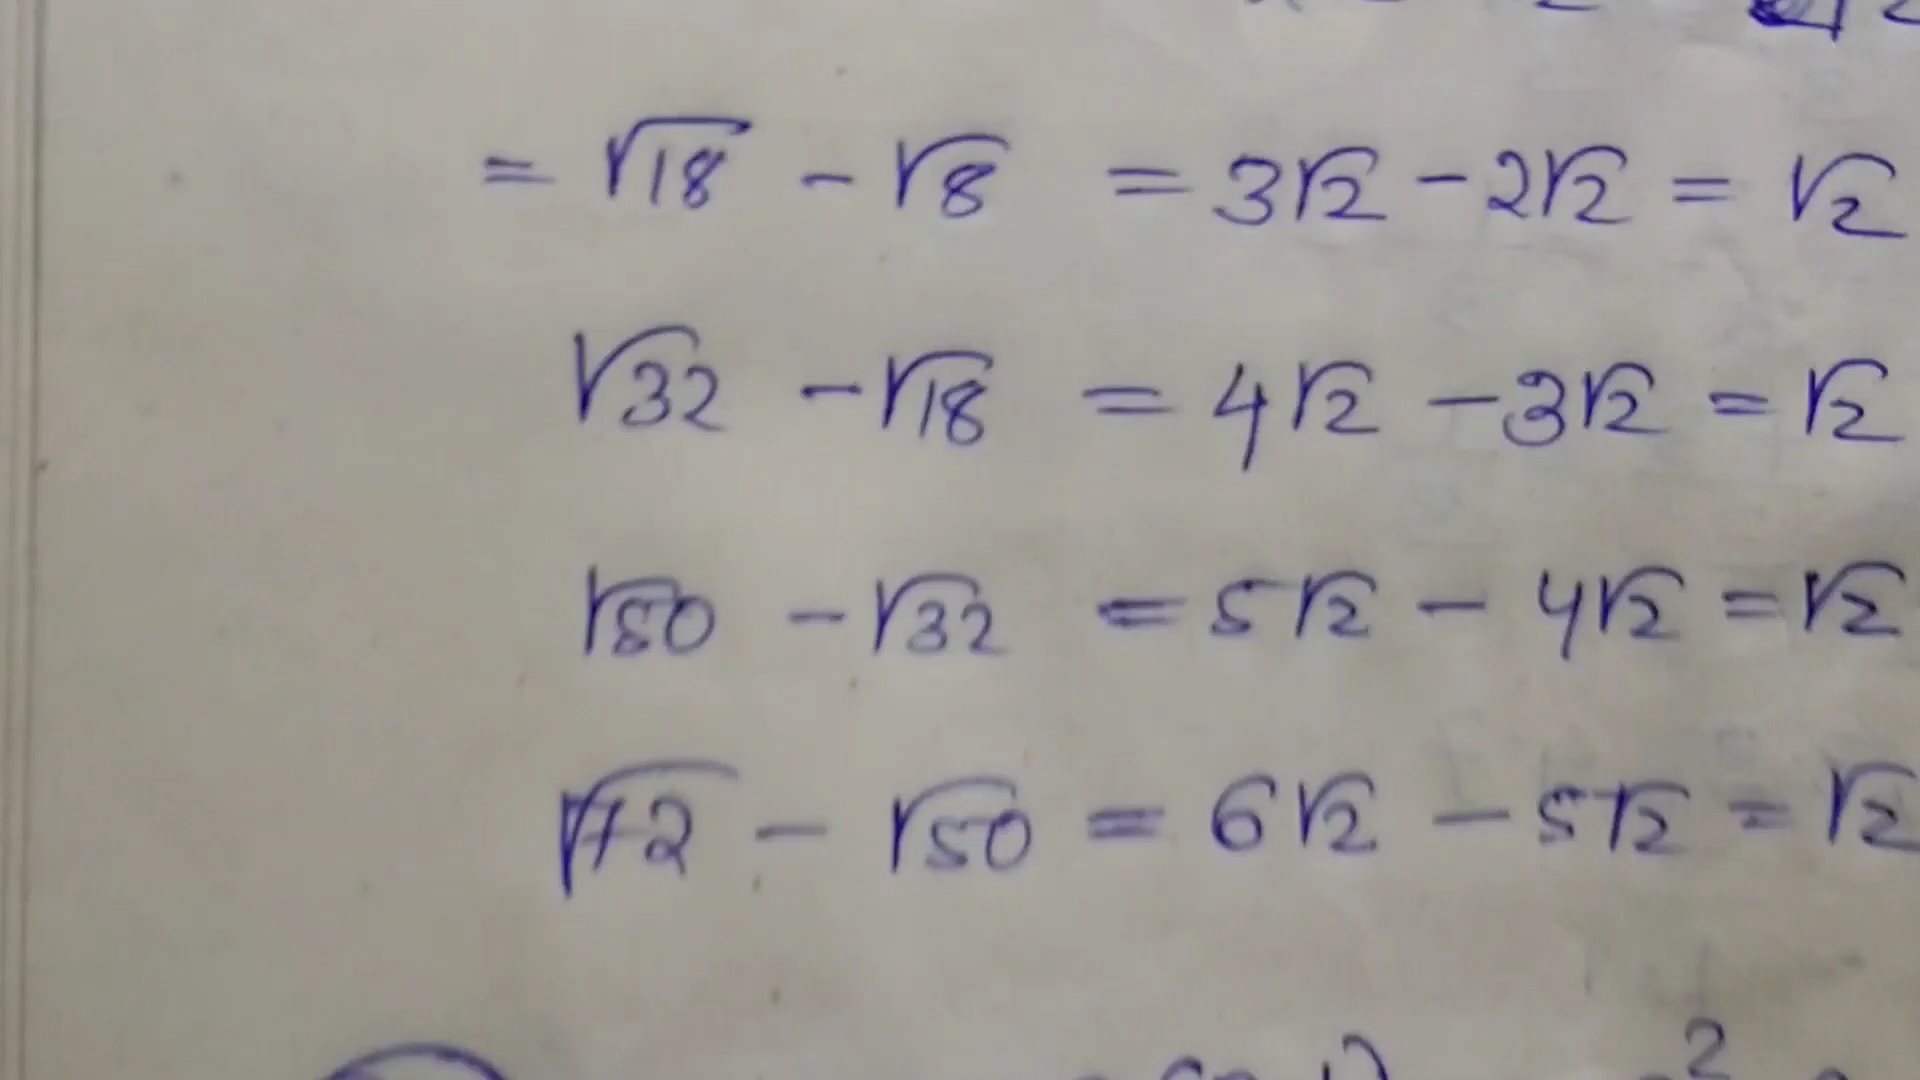 = √18 - √8 = 3√2 - 2√2 = √2
√32 - √18 = 4√2 - 3√2 = √2
√50 - √32 = 5√2 - 4√2 = √2
√72 - √50 = 6√2 - 5√2 = √2